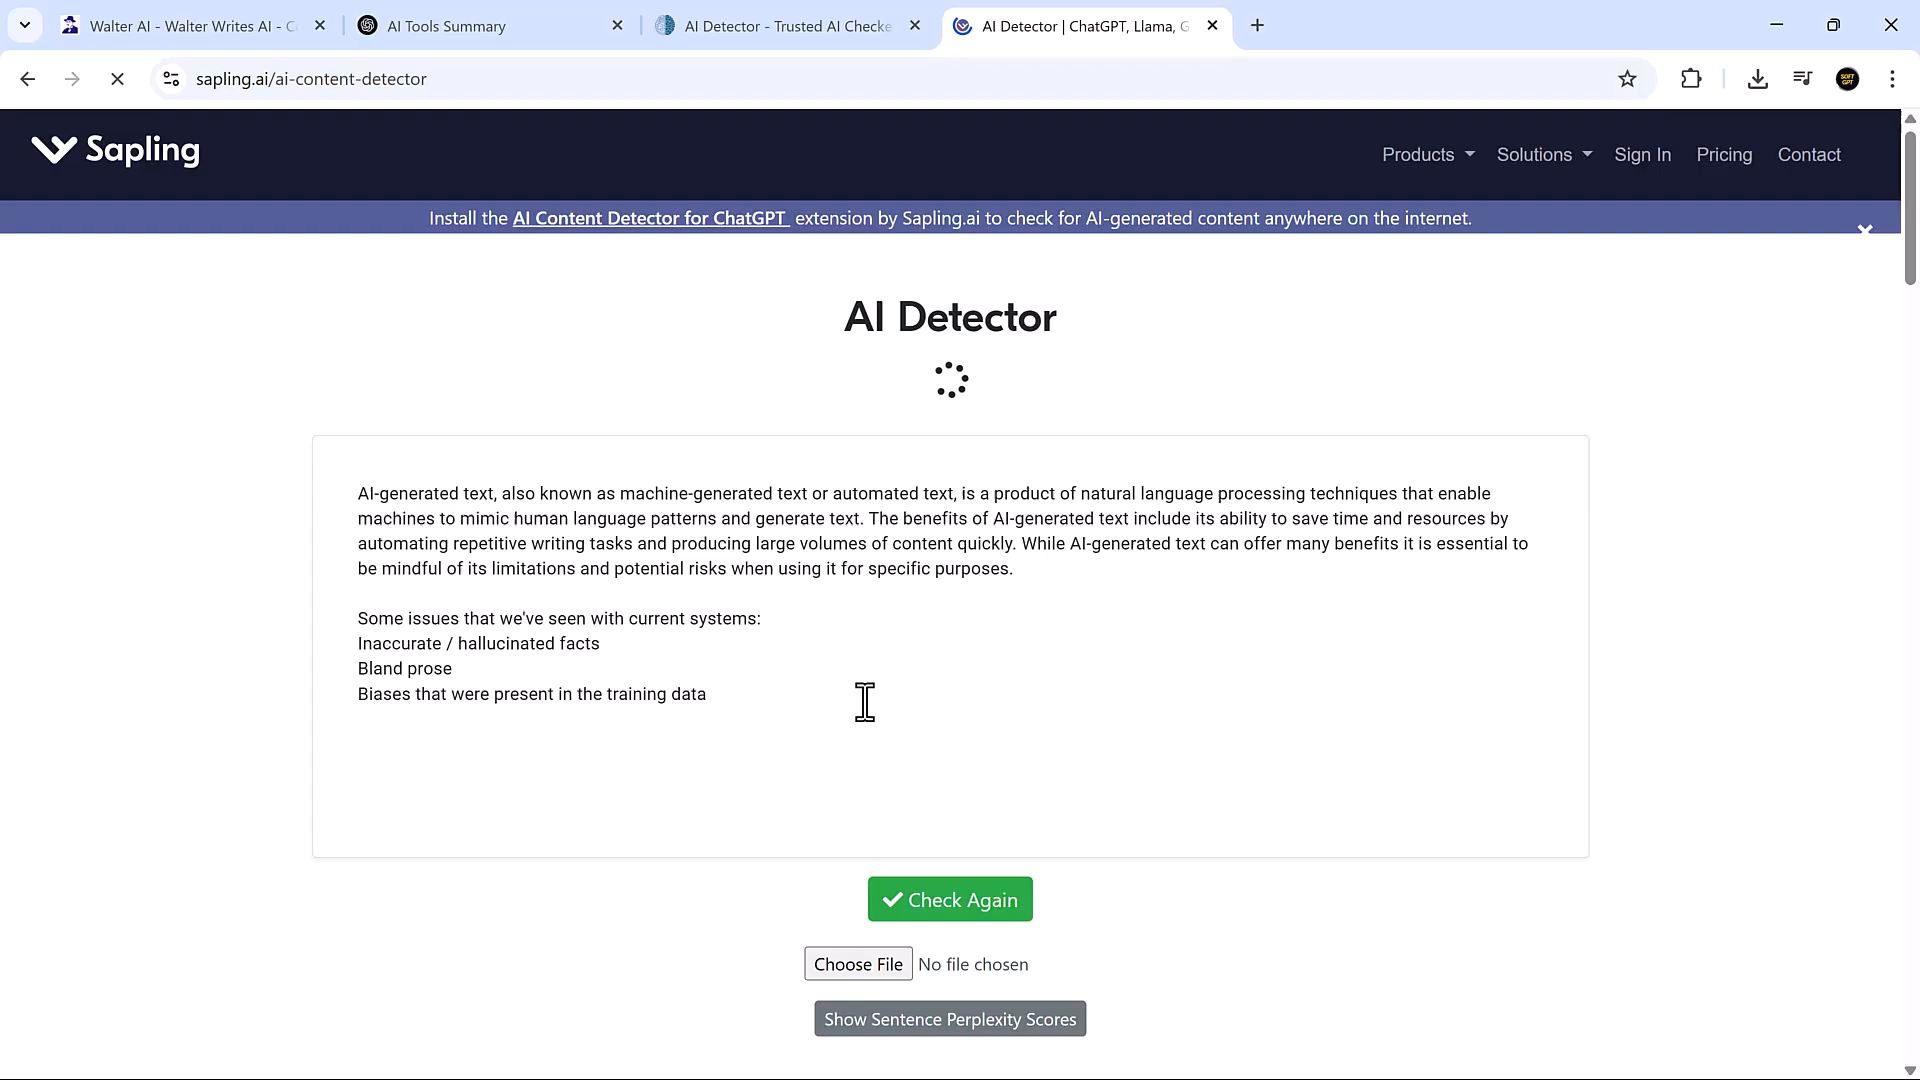 Walter AI - Walter Writes AI - C
AI Tools Summary
AI Detector - Trusted AI Checke
AI Detector | ChatGPT, Llama, G
sapling.ai/ai-content-detector
SOFT
GPT
Sapling
Products
Solutions
Sign In
Pricing
Contact
Install the AI Content Detector for ChatGPT extension by Sapling.ai to check for AI-generated content anywhere on the internet.
AI Detector
AI-generated text, also known as machine-generated text or automated text, is a product of natural language processing techniques that enable
machines to mimic human language patterns and generate text. The benefits of AI-generated text include its ability to save time and resources by
automating repetitive writing tasks and producing large volumes of content quickly. While AI-generated text can offer many benefits it is essential to
be mindful of its limitations and potential risks when using it for specific purposes.
Some issues that we've seen with current systems:
Inaccurate / hallucinated facts
Bland prose
Biases that were present in the training data
Check Again
Choose File No file chosen
Show Sentence Perplexity Scores